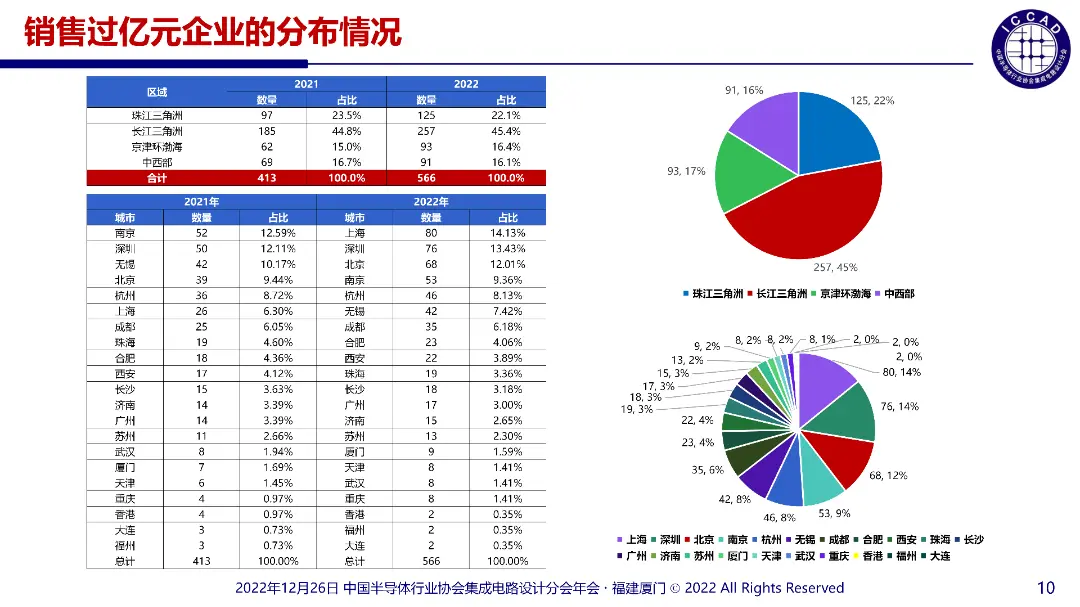 销售过亿元企业的分布情况
ICCAD
中国半导体行业协会集成电路设计分会
区域 2021 2022
数量 占比 数量 占比
珠江三角洲 97 23.5% 125 22.1%
长江三角洲 185 44.8% 257 45.4%
京津环渤海 62 15.0% 93 16.4%
中西部 69 16.7% 91 16.1%
合计 413 100.0% 566 100.0%
2021年 2022年
城市 数量 占比 城市 数量 占比
南京 52 12.59% 上海 80 14.13%
深圳 50 12.11% 深圳 76 13.43%
无锡 42 10.17% 北京 68 12.01%
北京 39 9.44% 南京 53 9.36%
杭州 36 8.72% 杭州 46 8.13%
上海 26 6.30% 无锡 42 7.42%
成都 25 6.05% 成都 35 6.18%
珠海 19 4.60% 合肥 23 4.06%
合肥 18 4.36% 西安 22 3.89%
西安 17 4.12% 珠海 19 3.36%
长沙 15 3.63% 长沙 18 3.18%
济南 14 3.39% 广州 17 3.00%
广州 14 3.39% 济南 15 2.65%
苏州 11 2.66% 苏州 13 2.30%
武汉 8 1.94% 厦门 9 1.59%
厦门 7 1.69% 天津 8 1.41%
天津 6 1.45% 武汉 8 1.41%
重庆 4 0.97% 重庆 8 1.41%
香港 4 0.97% 香港 2 0.35%
大连 3 0.73% 福州 2 0.35%
福州 3 0.73% 大连 2 0.35%
总计 413 100.00% 总计 566 100.00%
91, 16%
125, 22%
93, 17%
257, 45%
珠江三角洲 长江三角洲 京津环渤海 中西部
9, 2%
8, 2%
8, 2%
8, 1%
2, 0%
2, 0%
2, 0%
13, 2%
15, 3%
17, 3%
18, 3%
19, 3%
22, 4%
23, 4%
35, 6%
42, 8%
46, 8%
53, 9%
68, 12%
76, 14%
80, 14%
上海 深圳 北京 南京 杭州 无锡 成都 合肥 西安 珠海 长沙
广州 济南 苏州 厦门 天津 武汉 重庆 香港 福州 大连
2022年12月26日 中国半导体行业协会集成电路设计分会年会·福建厦门 © 2022 All Rights Reserved
10